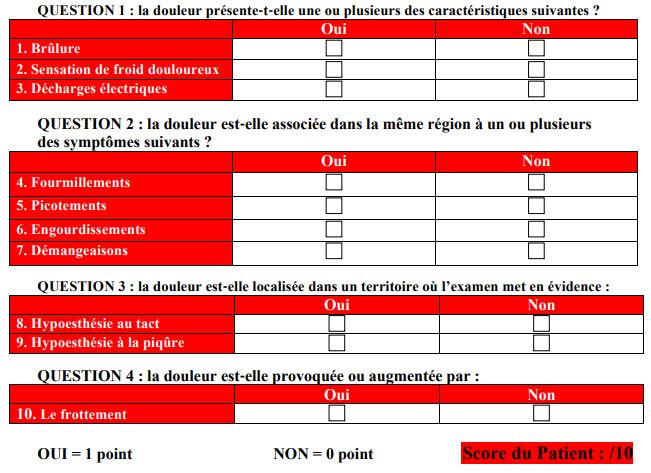 QUESTION 1 : la douleur présente-t-elle une ou plusieurs des caractéristiques suivantes ?
Oui Non
1. Brûlure
2. Sensation de froid douloureux
3. Décharges électriques
QUESTION 2 : la douleur est-elle associée dans la même région à un ou plusieurs
des symptômes suivants ?
Oui Non
4. Fourmillements
5. Picotements
6. Engourdissements
7. Démangeaisons
QUESTION 3 : la douleur est-elle localisée dans un territoire où l’examen met en évidence :
Oui Non
8. Hypoesthésie au tact
9. Hypoesthésie à la piqûre
QUESTION 4 : la douleur est-elle provoquée ou augmentée par :
Oui Non
10. Le frottement
OUI = 1 point NON = 0 point Score du Patient : /10